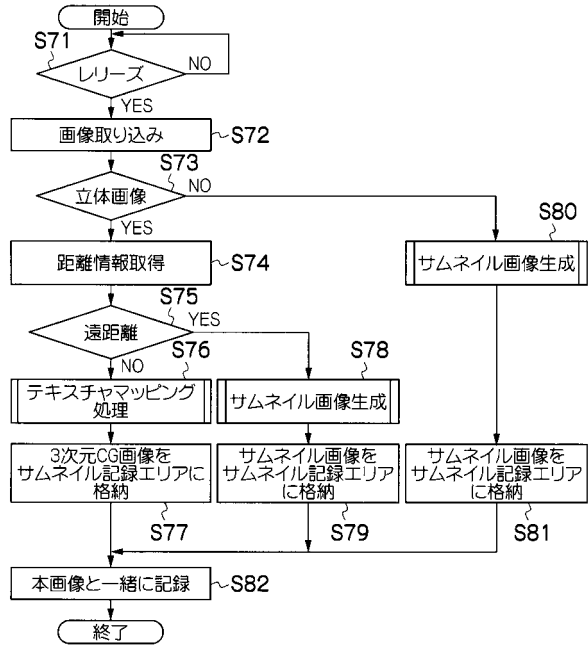 開始
S71
レリーズ
NO
YES
画像取り込み
S72
S73
立体画像
NO
YES
S80
距離情報取得
S74
サムネイル画像生成
S75
遠距離
YES
NO
S76
S78
テキスチャマッピング
処理
サムネイル画像生成
3次元CG画像を
サムネイル記録エリアに
格納
サムネイル画像を
サムネイル記録エリア
に格納
サムネイル画像を
サムネイル記録エリア
に格納
S77
S79
S81
本画像と一緒に記録
S82
終了